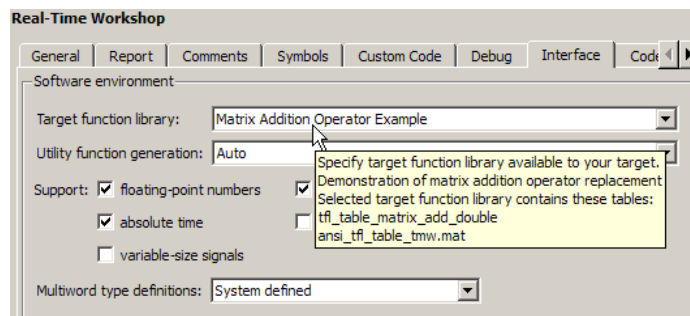 Real-Time Workshop
General Report Comments Symbols Custom Code Debug Interface Code
Software environment
Target function library: Matrix Addition Operator Example
Utility function generation: Auto
Specify target function library available to your target.
Demonstration of matrix addition operator replacement
Selected target function library contains these tables:
tfl_table_matrix_add_double
ansi_tfl_table_tmw.mat
Support: floating-point numbers
absolute time
variable-size signals
Multiword type definitions: System defined